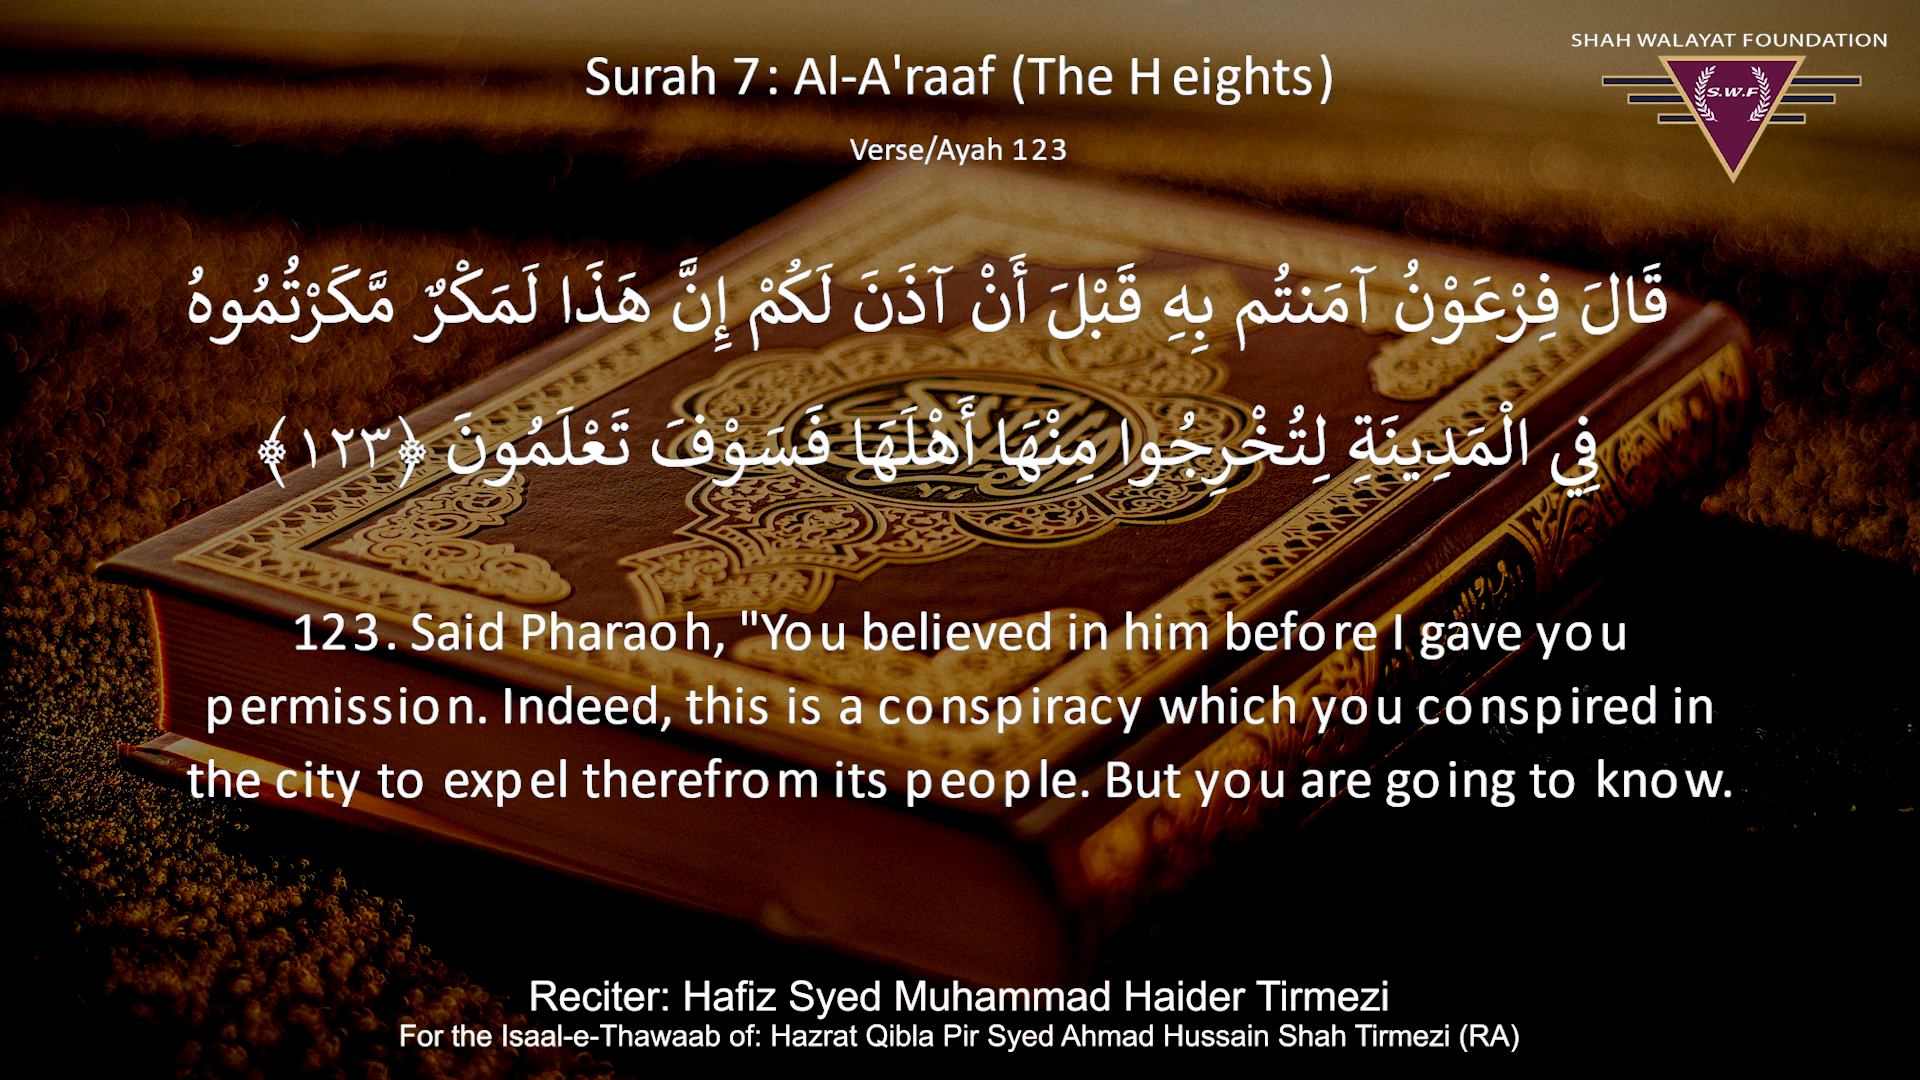 SHAH WALAYAT FOUNDATION
S.W.F
Surah 7: Al-A'raaf (The Heights)
Verse/Ayah 123
قَالَ فِرْعَوْنُ آمَنتُم بِهِ قَبْلَ أَنْ آذَنَ لَكُمْ إِنَّ هَذَا لَمَكْرٌ مَّكَرْتُمُوهُ
فِي الْمَدِينَةِ لِتُخْرِجُوا مِنْهَا أَهْلَهَا فَسَوْفَ تَعْلَمُونَ ﴿١٢٣﴾
123. Said Pharaoh, "You believed in him before I gave you
permission. Indeed, this is a conspiracy which you conspired in
the city to expel therefrom its people. But you are going to know.
Reciter: Hafiz Syed Muhammad Haider Tirmezi
For the Isaal-e-Thawaab of: Hazrat Qibla Pir Syed Ahmad Hussain Shah Tirmezi (RA)